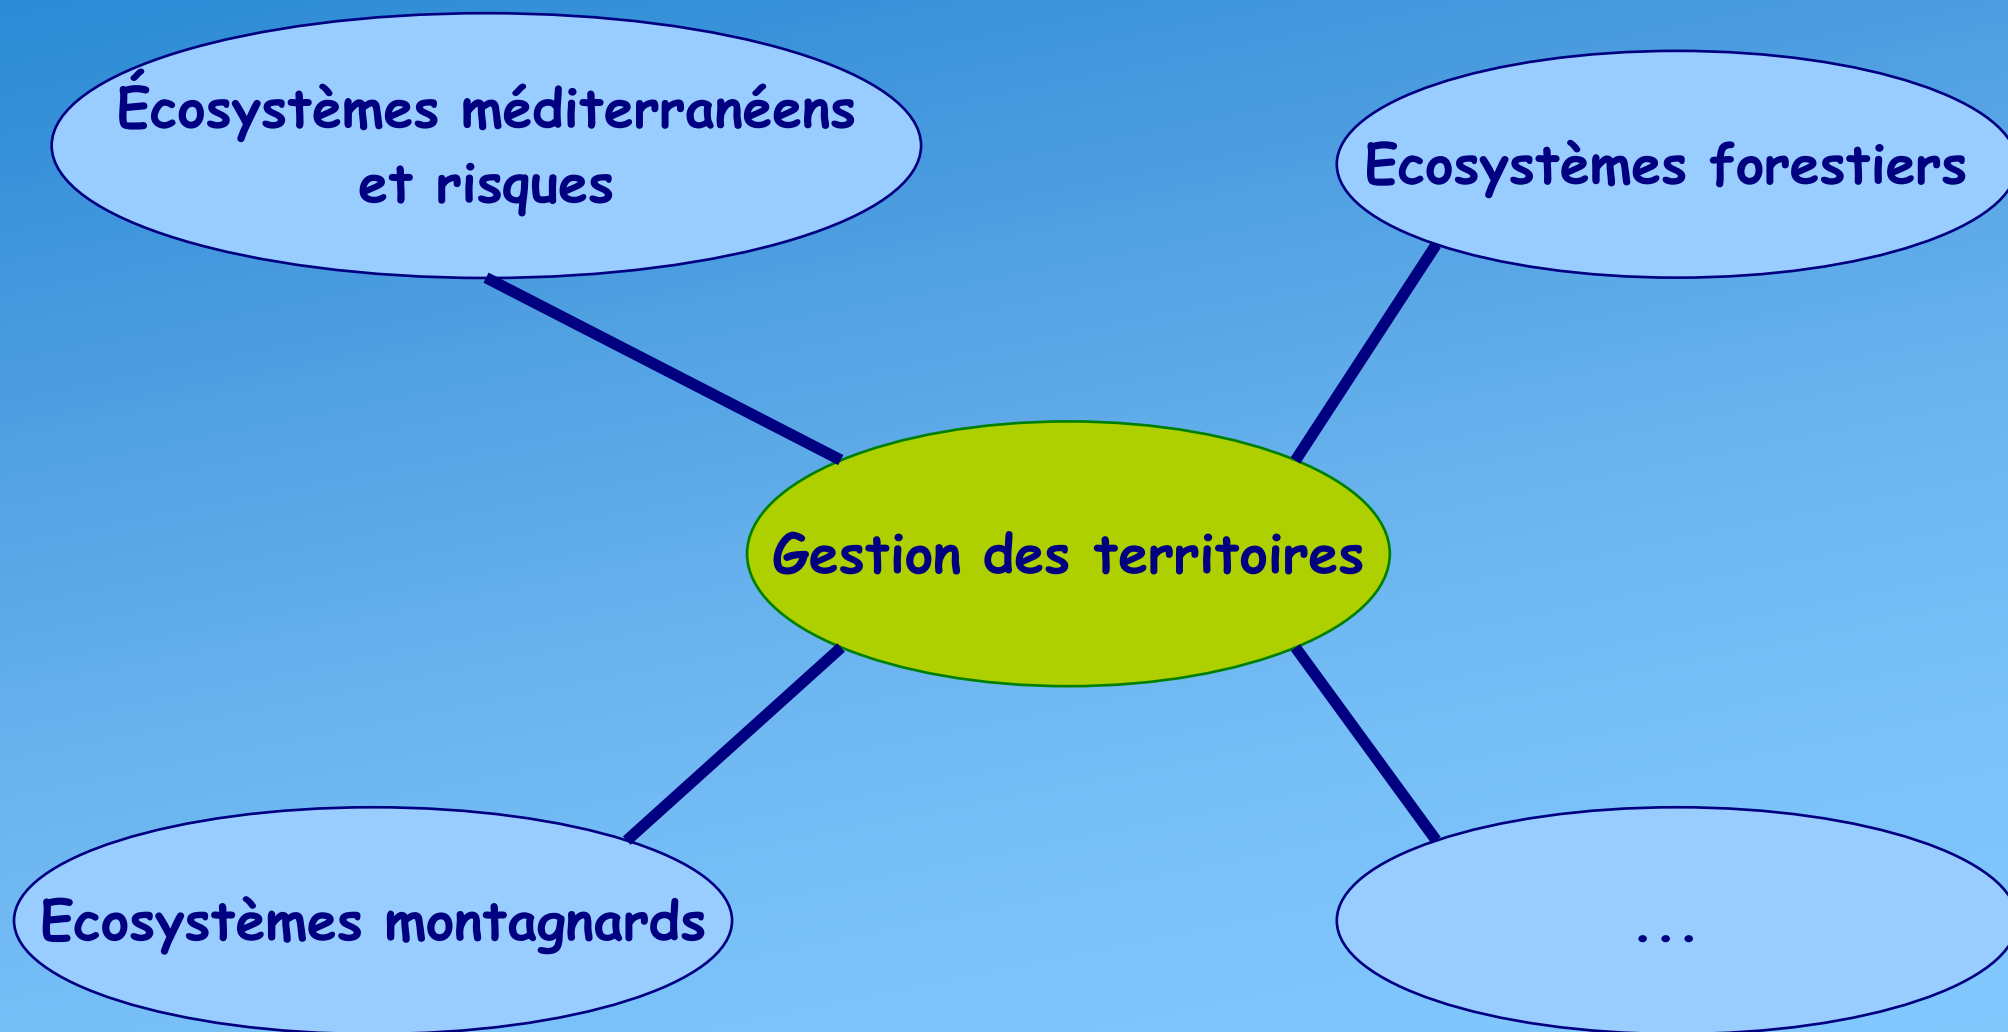 Écosystèmes méditerranéens
et risques
Ecosystèmes forestiers
Gestion des territoires
Ecosystèmes montagnards
...